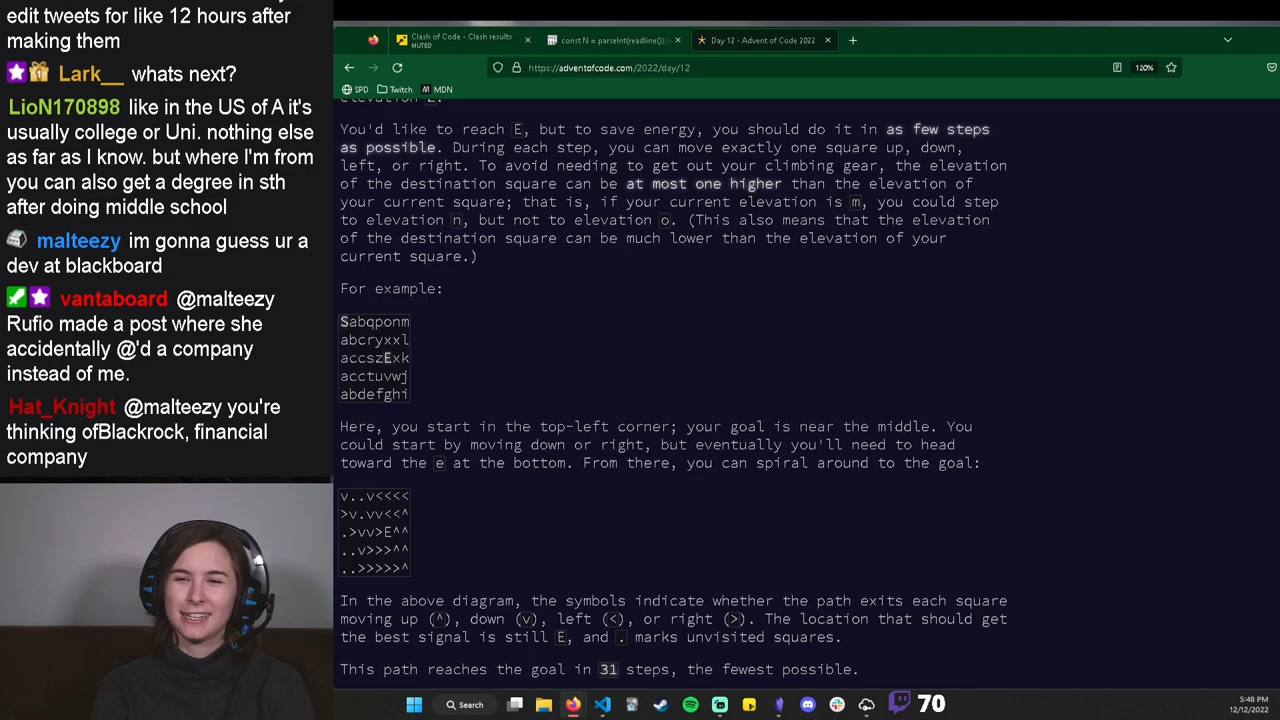 edit tweets for like 12 hours after
making them
Lark__ whats next?
LioN170898 like in the US of A it's
usually college or Uni. nothing else
as far as I know. but where I'm from
you can also get a degree in sth
after doing middle school
malteezy im gonna guess ur a
dev at blackboard
vantaboard @malteezy
Rufio made a post where she
accidentally @'d a company
instead of me.
Hat_Knight @malteezy you're
thinking ofBlackrock, financial
company
Clash of Code - Clash results
MUTED
const N = parseInt(readline());le
Day 12 - Advent of Code 2022
https://adventofcode.com/2022/day/12
120%
SPD
Twitch
MDN
You'd like to reach E, but to save energy, you should do it in as few steps
as possible. During each step, you can move exactly one square up, down,
left, or right. To avoid needing to get out your climbing gear, the elevation
of the destination square can be at most one higher than the elevation of
your current square; that is, if your current elevation is m, you could step
to elevation n, but not to elevation o. (This also means that the elevation
of the destination square can be much lower than the elevation of your
current square.)
For example:
Sabqponm
abcryxxl
accszExk
acctuvwj
abdefghi
Here, you start in the top-left corner; your goal is near the middle. You
could start by moving down or right, but eventually you'll need to head
toward the e at the bottom. From there, you can spiral around to the goal:
v..v<<<<
>v.vv<<^
.>vv>E^^
..v>>>^^
..>>>>>^
In the above diagram, the symbols indicate whether the path exits each square
moving up (^), down (v), left (<), or right (>). The location that should get
the best signal is still E, and . marks unvisited squares.
This path reaches the goal in 31 steps, the fewest possible.
Search
70
5:48 PM
12/12/2022